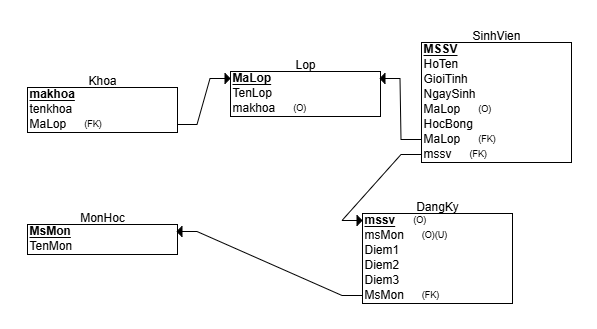 SinhVien
MSSV
HoTen
GioiTinh
NgaySinh
MaLop (O)
HocBong
MaLop (FK)
mssv (FK)
Lop
MaLop
TenLop
makhoa (O)
Khoa
makhoa
tenkhoa
MaLop (FK)
DangKy
mssv (O)
msMon (O)(U)
Diem1
Diem2
Diem3
MsMon (FK)
MonHoc
MsMon
TenMon